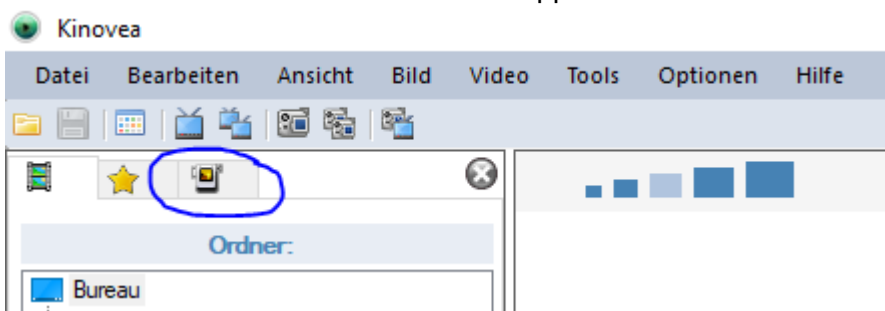 Kinovea
Datei Bearbeiten Ansicht Bild Video Tools Optionen Hilfe
Ordner:
Bureau